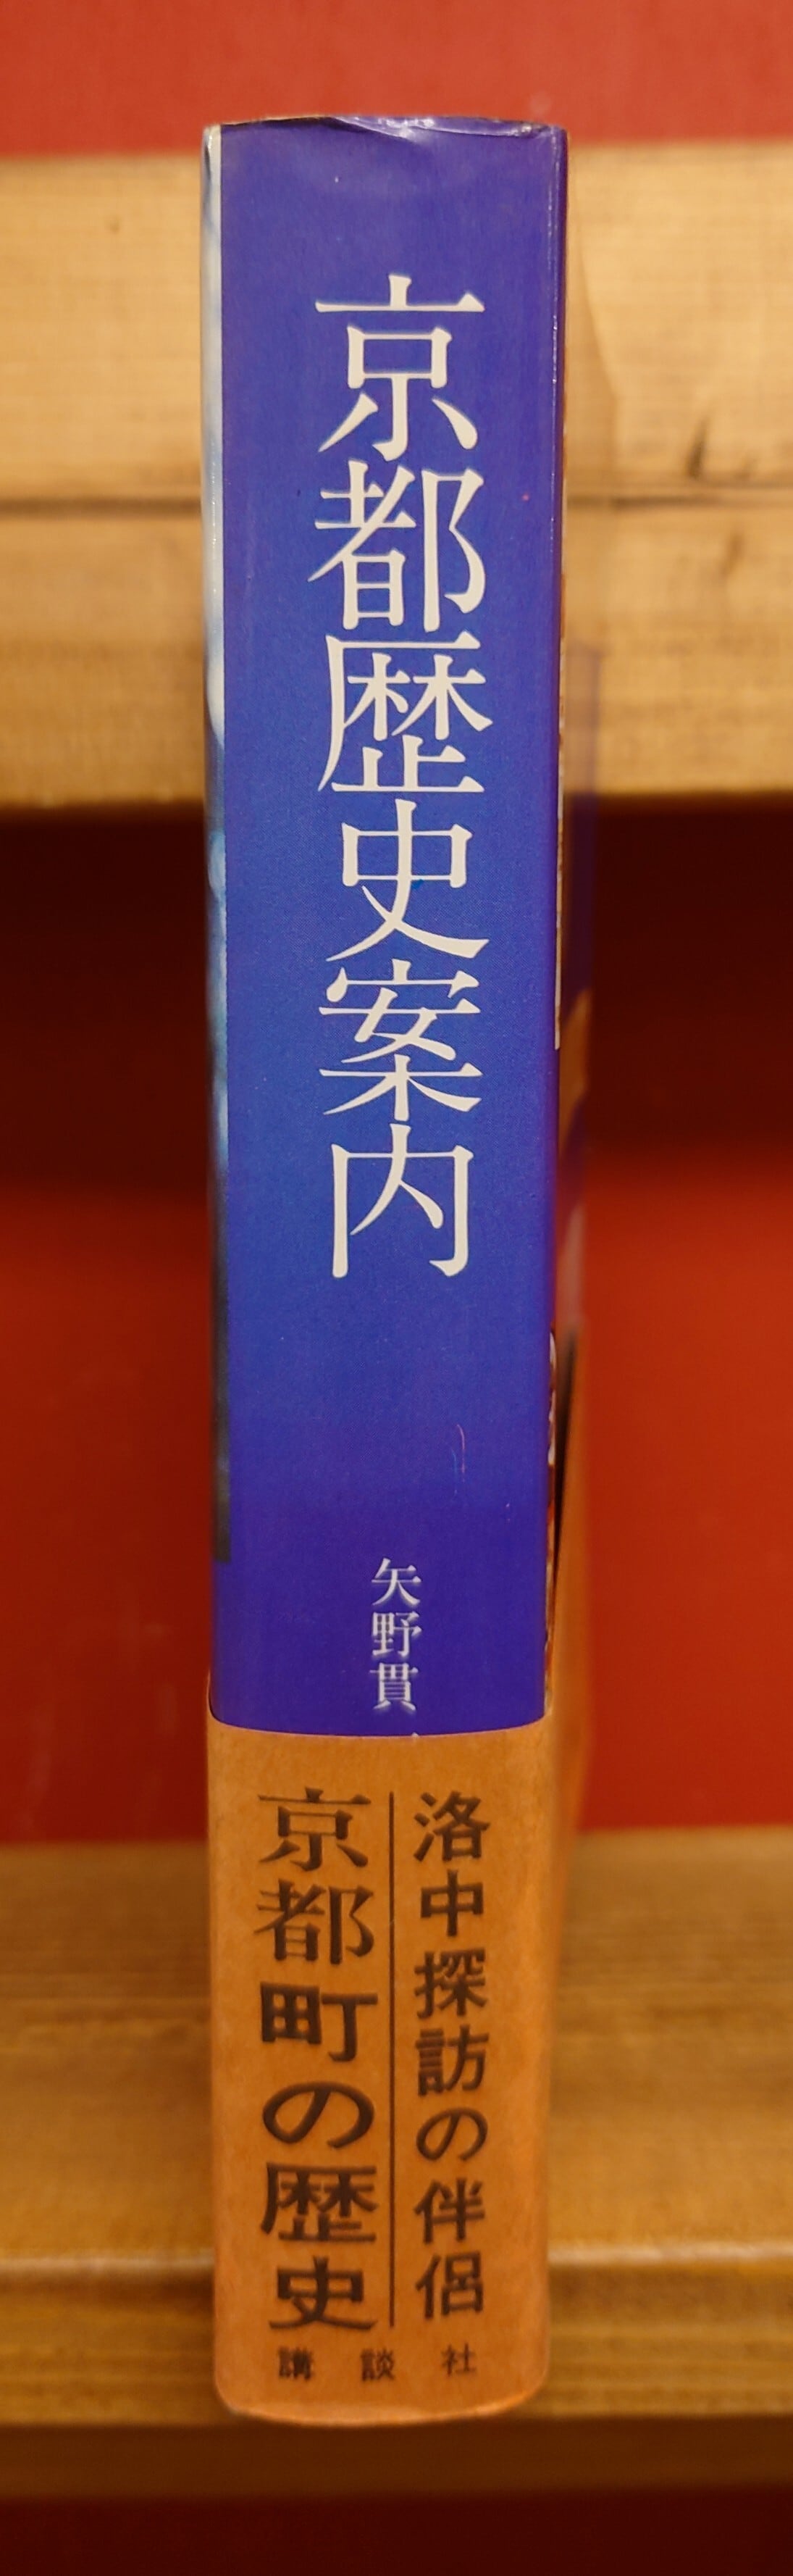 京都歴史案内
矢野貫
洛中探訪の伴侶
京都町の歴史
講談社